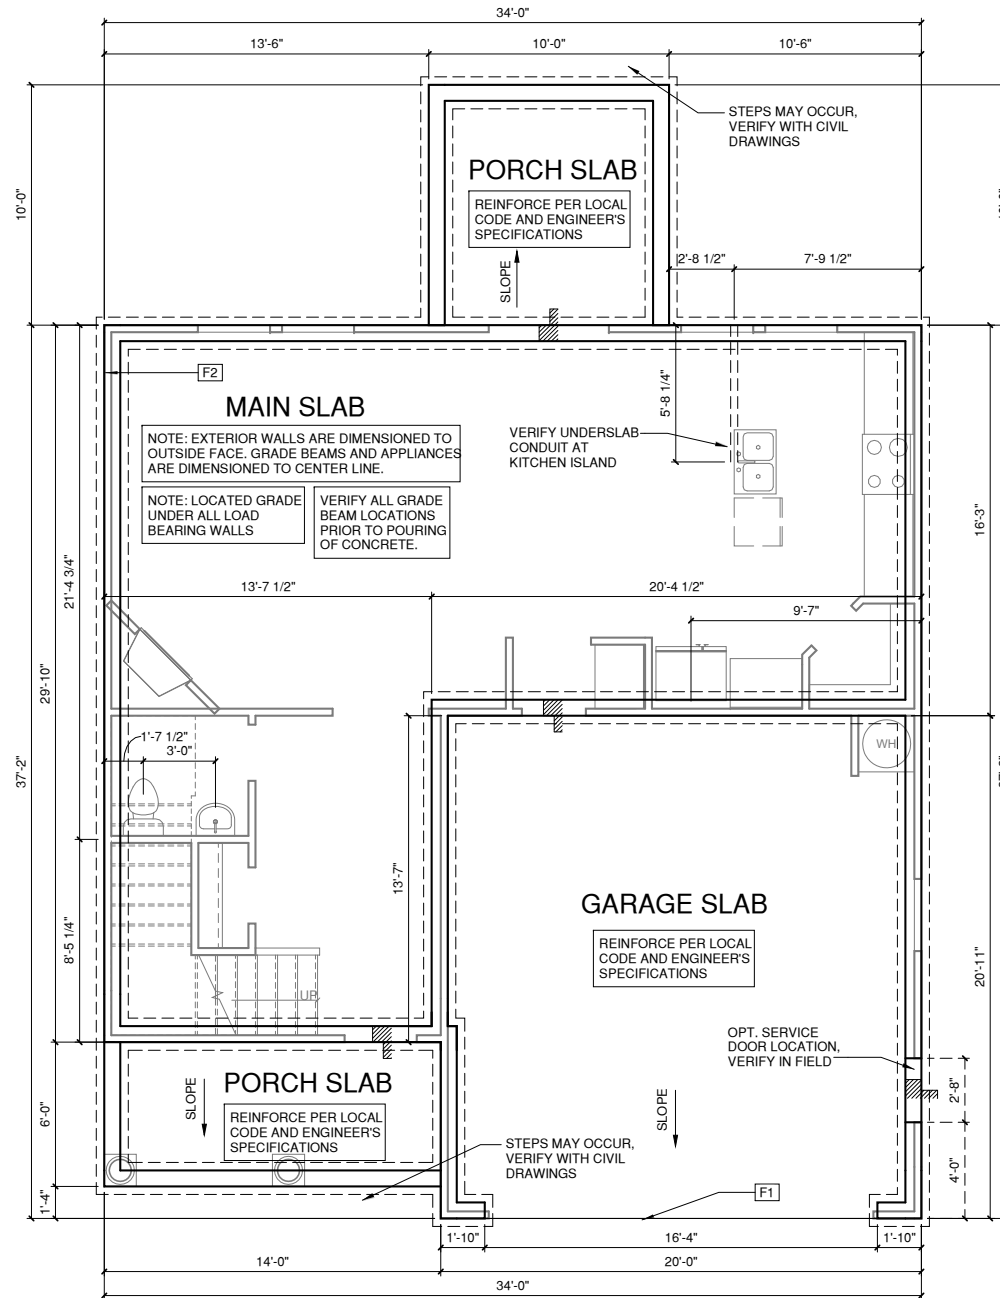 34'-0"
13'-6"
10'-0"
10'-6"
STEPS MAY OCCUR,
VERIFY WITH CIVIL
DRAWINGS
10'-0"
PORCH SLAB
REINFORCE PER LOCAL
CODE AND ENGINEER'S
SPECIFICATIONS
SLOPE
2'-8 1/2"
7'-9 1/2"
F2
MAIN SLAB
NOTE: EXTERIOR WALLS ARE DIMENSIONED TO
OUTSIDE FACE. GRADE BEAMS AND APPLIANCES
ARE DIMENSIONED TO CENTER LINE.
NOTE: LOCATED GRADE
UNDER ALL LOAD
BEARING WALLS
VERIFY ALL GRADE
BEAM LOCATIONS
PRIOR TO POURING
OF CONCRETE.
5'-8 1/4"
VERIFY UNDERSLAB
CONDUIT AT
KITCHEN ISLAND
16'-3"
21'-4 3/4"
29'-10"
37'-2"
13'-7 1/2"
20'-4 1/2"
9'-7"
1'-7 1/2"
3'-0"
WH
13'-7"
8'-5 1/4"
UP
GARAGE SLAB
REINFORCE PER LOCAL
CODE AND ENGINEER'S
SPECIFICATIONS
20'-11"
OPT. SERVICE
DOOR LOCATION,
VERIFY IN FIELD
2'-8"
4'-0"
6'-0"
1'-4"
SLOPE
PORCH SLAB
REINFORCE PER LOCAL
CODE AND ENGINEER'S
SPECIFICATIONS
SLOPE
STEPS MAY OCCUR,
VERIFY WITH CIVIL
DRAWINGS
F1
1'-10"
16'-4"
1'-10"
14'-0"
20'-0"
34'-0"